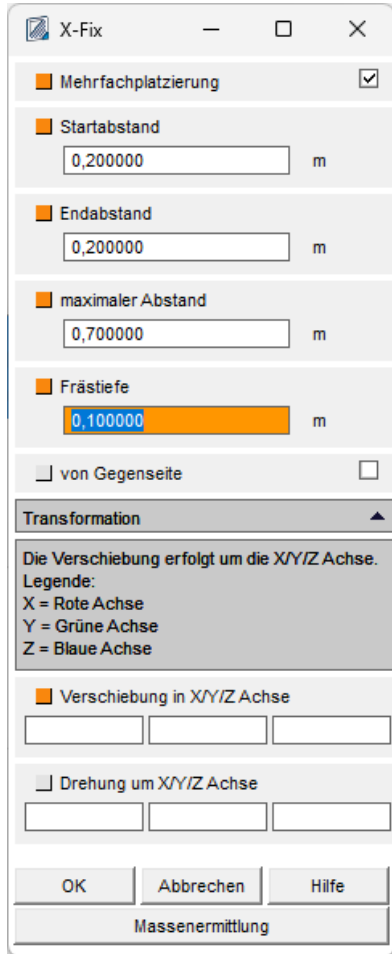 X-Fix
Mehrfachplatzierung
Startabstand
0,200000 m
Endabstand
0,200000 m
maximaler Abstand
0,700000 m
Frästiefe
0,100000 m
von Gegenseite
Transformation
Die Verschiebung erfolgt um die X/Y/Z Achse.
Legende:
X = Rote Achse
Y = Grüne Achse
Z = Blaue Achse
Verschiebung in X/Y/Z Achse
Drehung um X/Y/Z Achse
OK Abbrechen Hilfe
Massenermittlung